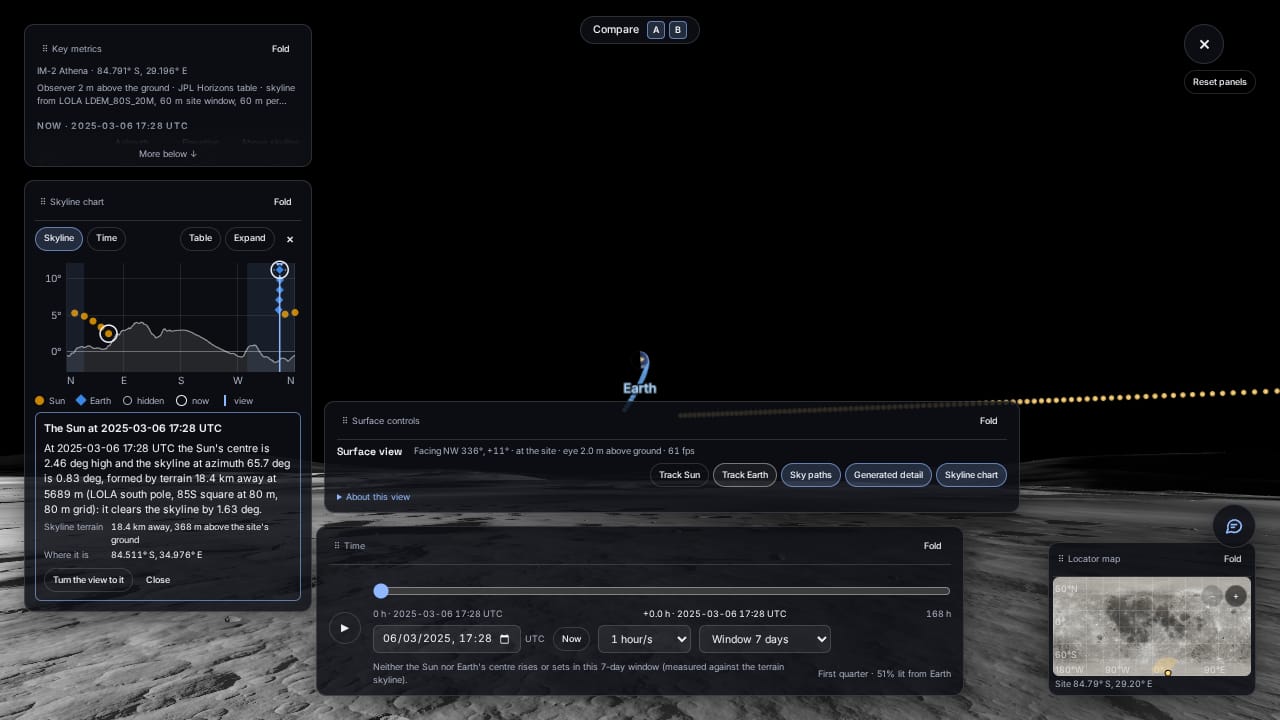 Compare A B
×
Reset panels
⠿ Key metrics
Fold
IM-2 Athena · 84.791° S, 29.196° E
Observer 2 m above the ground · JPL Horizons table · skyline
from LOLA LDEM_80S_20M, 60 m site window, 60 m per...
NOW · 2025-03-06 17:28 UTC
More below ↓
⠿ Skyline chart
Fold
Skyline
Time
Table
Expand
×
10°
5°
0°
N E S W N
Sun Earth hidden now view
The Sun at 2025-03-06 17:28 UTC
At 2025-03-06 17:28 UTC the Sun's centre is
2.46 deg high and the skyline at azimuth 65.7 deg
is 0.83 deg, formed by terrain 18.4 km away at
5689 m (LOLA south pole, 85S square at 80 m,
80 m grid): it clears the skyline by 1.63 deg.
Skyline terrain 18.4 km away, 368 m above the site's
ground
Where it is 84.511° S, 34.976° E
Turn the view to it
Close
Earth
⠿ Surface controls
Fold
Surface view Facing NW 336°, +11° · at the site · eye 2.0 m above ground · 61 fps
Track Sun
Track Earth
Sky paths
Generated detail
Skyline chart
▶ About this view
⠿ Time
Fold
0 h · 2025-03-06 17:28 UTC
+0.0 h · 2025-03-06 17:28 UTC
168 h
▶
06/03/2025, 17:28
UTC
Now
1 hour/s
Window 7 days
Neither the Sun nor Earth's centre rises or sets in this 7-day window (measured against the terrain
skyline).
First quarter · 51% lit from Earth
⠿ Locator map
Fold
− +
0°
60°S
180°W 90°W 90°E
Site 84.79° S, 29.20° E